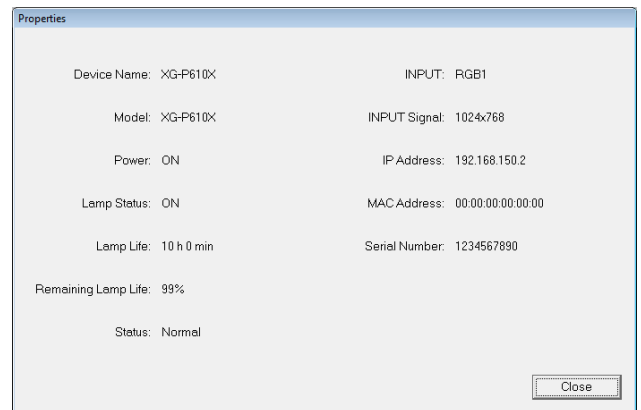 Properties
Device Name: XG-P610X
Model: XG-P610X
Power: ON
Lamp Status: ON
Lamp Life: 10 h 0 min
Remaining Lamp Life: 99%
Status: Normal
INPUT: RGB1
INPUT Signal: 1024x768
IP Address: 192.168.150.2
MAC Address: 00:00:00:00:00:00
Serial Number: 1234567890
Close